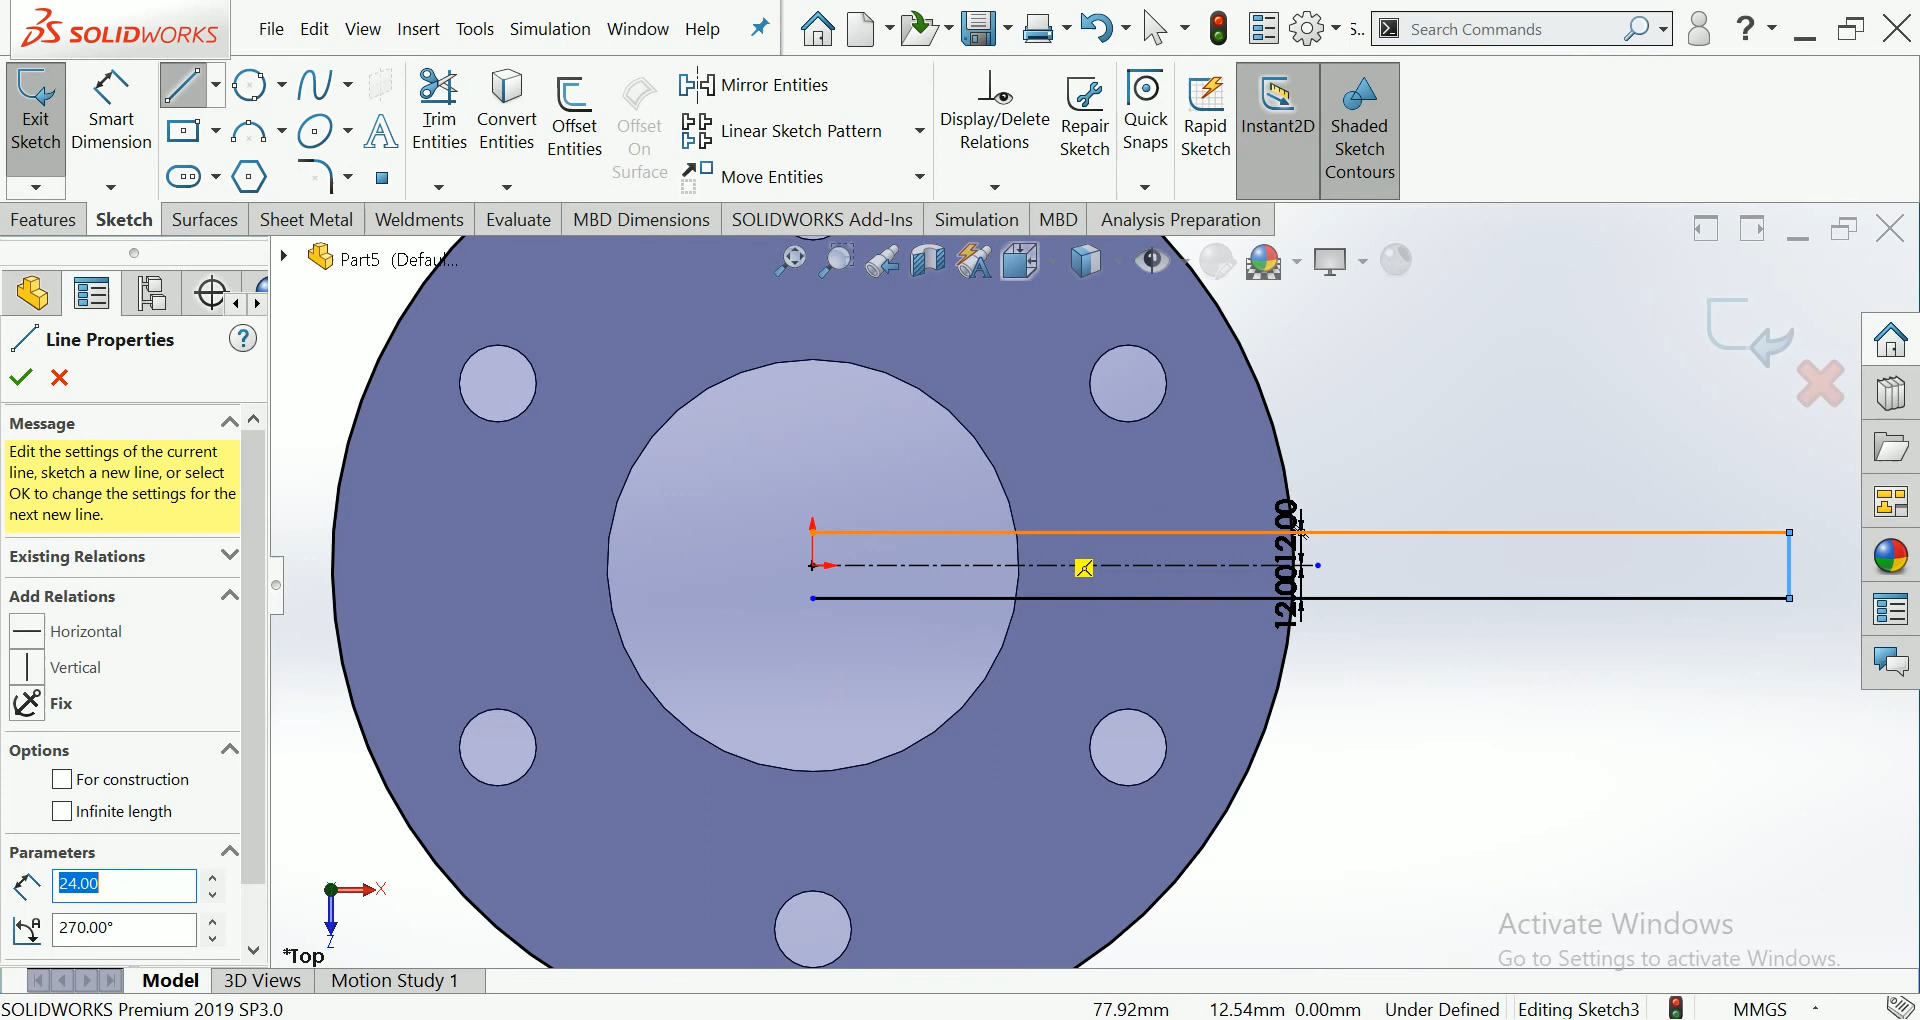 SOLIDWORKS
File Edit View Insert Tools Simulation Window Help
S..
Search Commands
?
Exit Sketch
Smart Dimension
Trim Entities
Convert Entities
Offset Entities
Offset On Surface
Mirror Entities
Linear Sketch Pattern
Move Entities
Display/Delete Relations
Repair Sketch
Quick Snaps
Rapid Sketch
Instant2D
Shaded Sketch Contours
Features Sketch Surfaces Sheet Metal Weldments Evaluate MBD Dimensions SOLIDWORKS Add-Ins Simulation MBD Analysis Preparation
Part5 (Defaul...
Line Properties
?
Message
Edit the settings of the current
line, sketch a new line, or select
OK to change the settings for the
next new line.
Existing Relations
Add Relations
Horizontal
Vertical
Fix
Options
For construction
Infinite length
Parameters
24.00
270.00°
12.00
12.00
X
Z
*Top
Activate Windows
Go to Settings to activate Windows.
Model 3D Views Motion Study 1
SOLIDWORKS Premium 2019 SP3.0
77.92mm 12.54mm 0.00mm Under Defined Editing Sketch3 MMGS